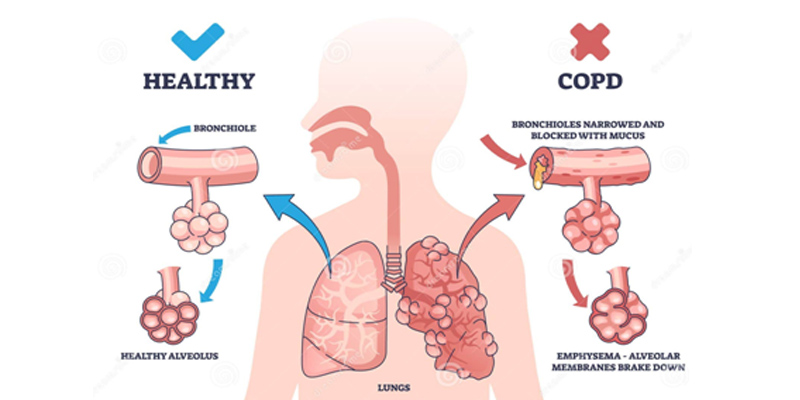 HEALTHY
COPD
BRONCHIOLE
BRONCHIOLES NARROWED AND
BLOCKED WITH MUCUS
HEALTHY ALVEOLUS
EMPHYSEMA - ALVEOLAR
MEMBRANES BRAKE DOWN
LUNGS